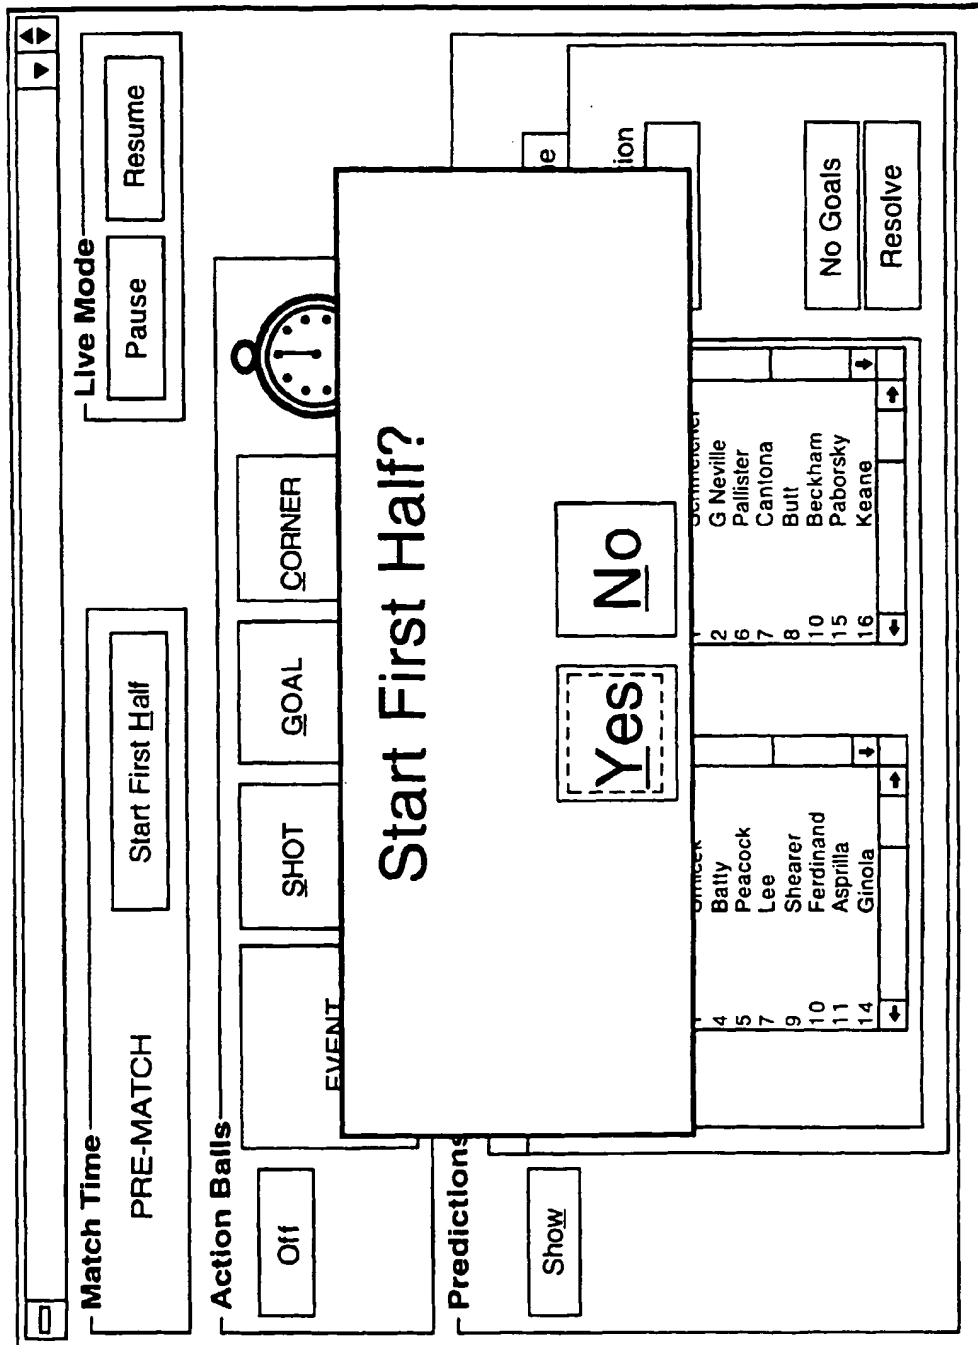 Match Time
PRE-MATCH
Start First Half
Live Mode
Pause
Resume
Action Balls
Off
EVENT
SHOT
GOAL
CORNER
Start First Half?
Yes
No
Predictions
Show
4 Batty
5 Peacock
7 Lee
9 Shearer
10 Ferdinand
11 Asprilla
14 Ginola
2 G Neville
6 Pallister
7 Cantona
8 Butt
10 Beckham
15 Paborsky
16 Keane
No Goals
Resolve